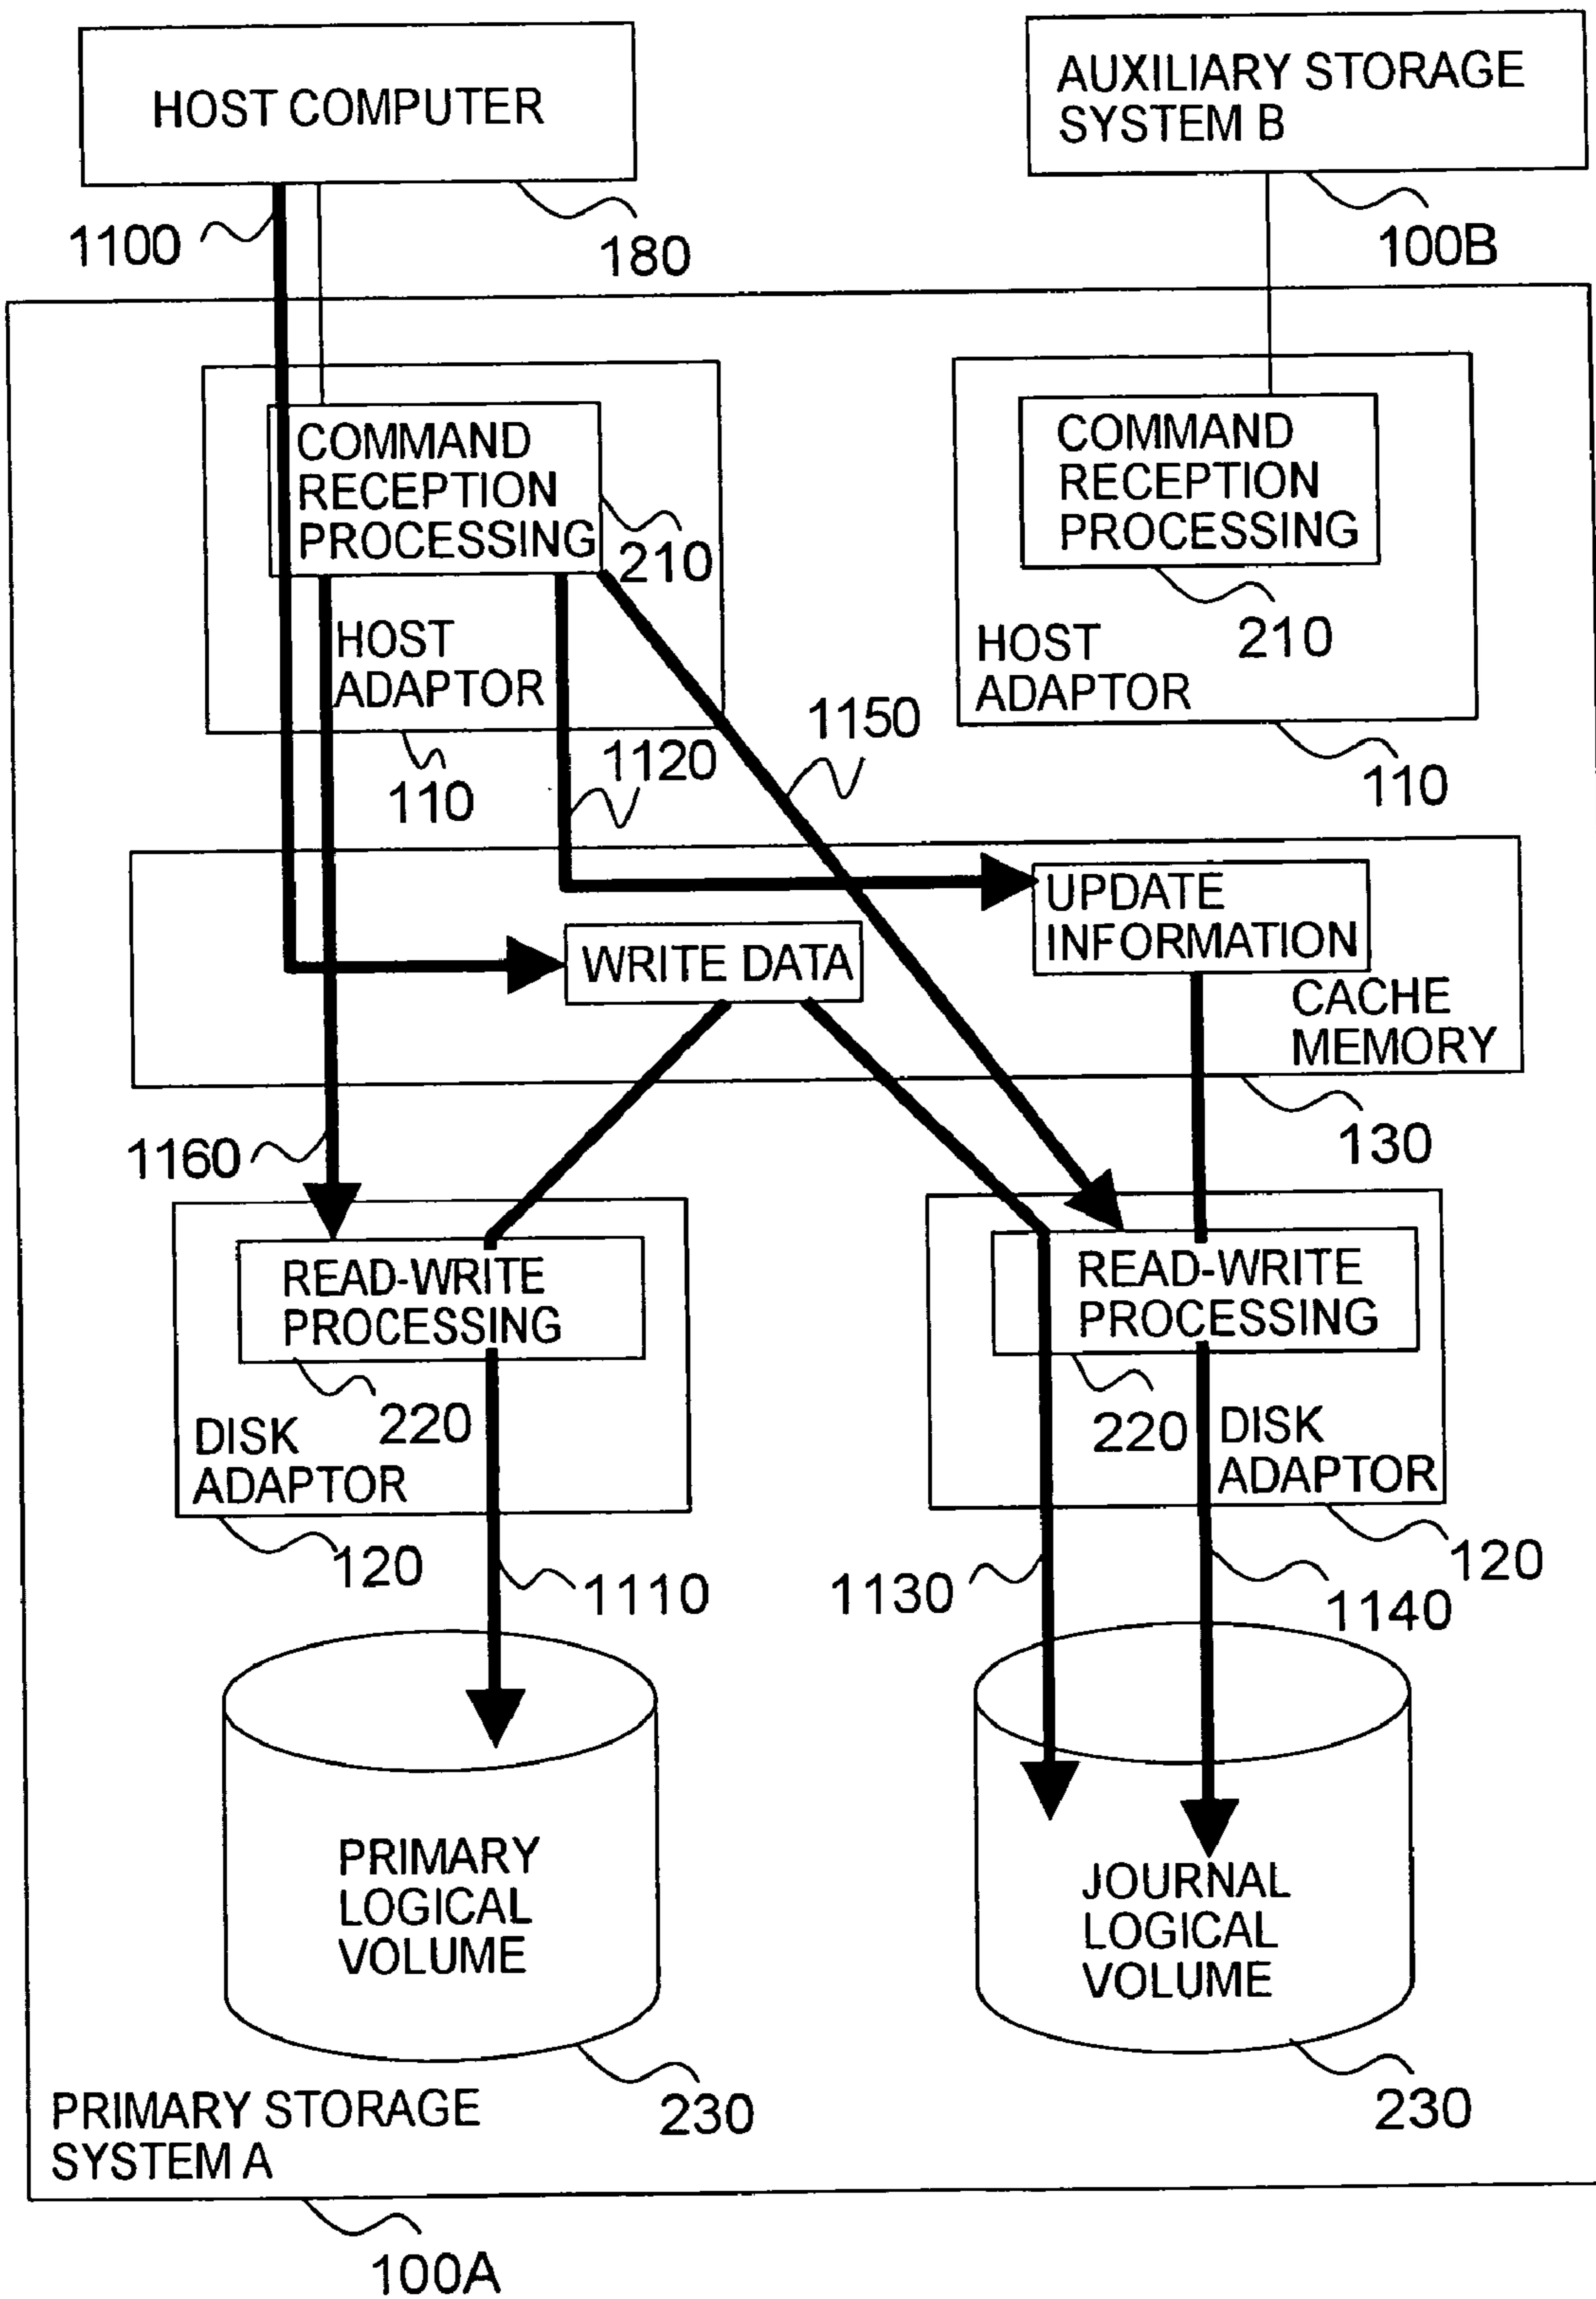 HOST COMPUTER
AUXILIARY STORAGE
SYSTEM B
1100
180
100B
COMMAND
RECEPTION
PROCESSING
210
HOST
ADAPTOR
110
COMMAND
RECEPTION
PROCESSING
210
HOST
ADAPTOR
110
1120
1150
UPDATE
INFORMATION
WRITE DATA
CACHE
MEMORY
130
1160
READ-WRITE
PROCESSING
220
DISK
ADAPTOR
120
1110
READ-WRITE
PROCESSING
220
DISK
ADAPTOR
120
1130
1140
PRIMARY
LOGICAL
VOLUME
230
JOURNAL
LOGICAL
VOLUME
230
PRIMARY STORAGE
SYSTEM A
100A